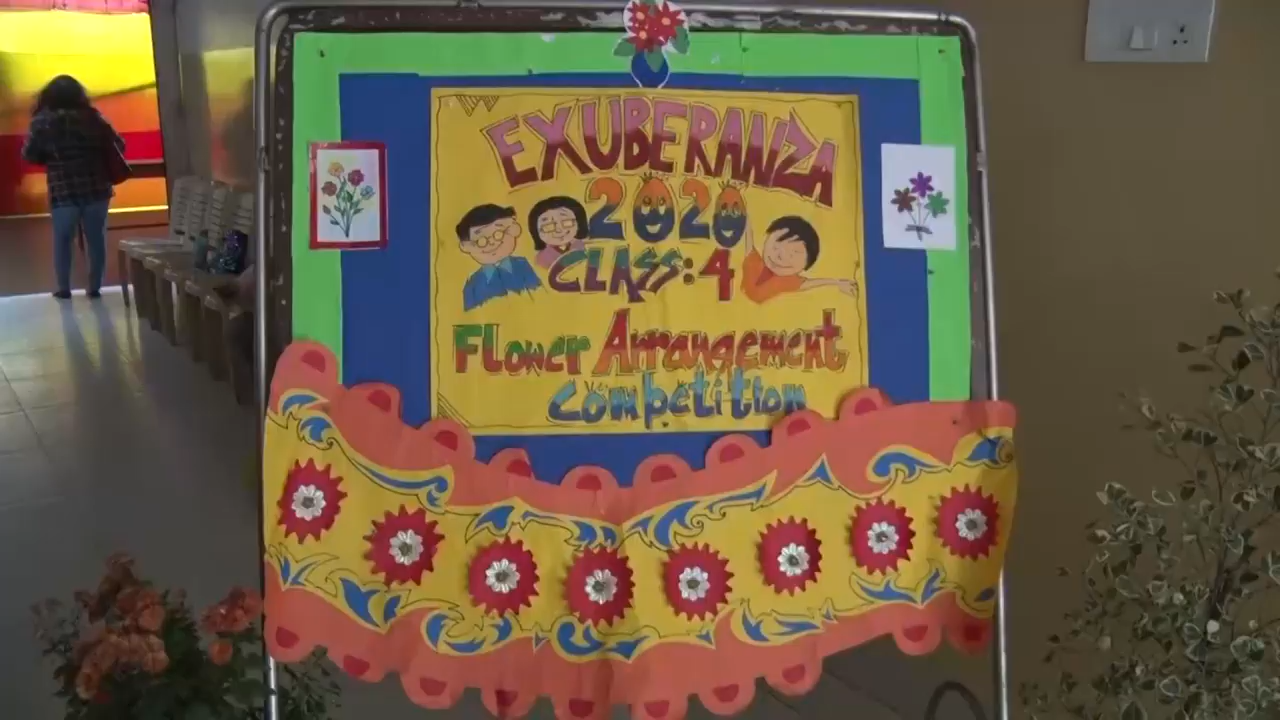 EXUBERANZA
2020
CLASS:4
Flower Arrangement
Competition